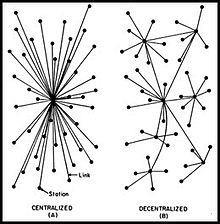 Link
Station
CENTRALIZED
(A)
DECENTRALIZED
(B)